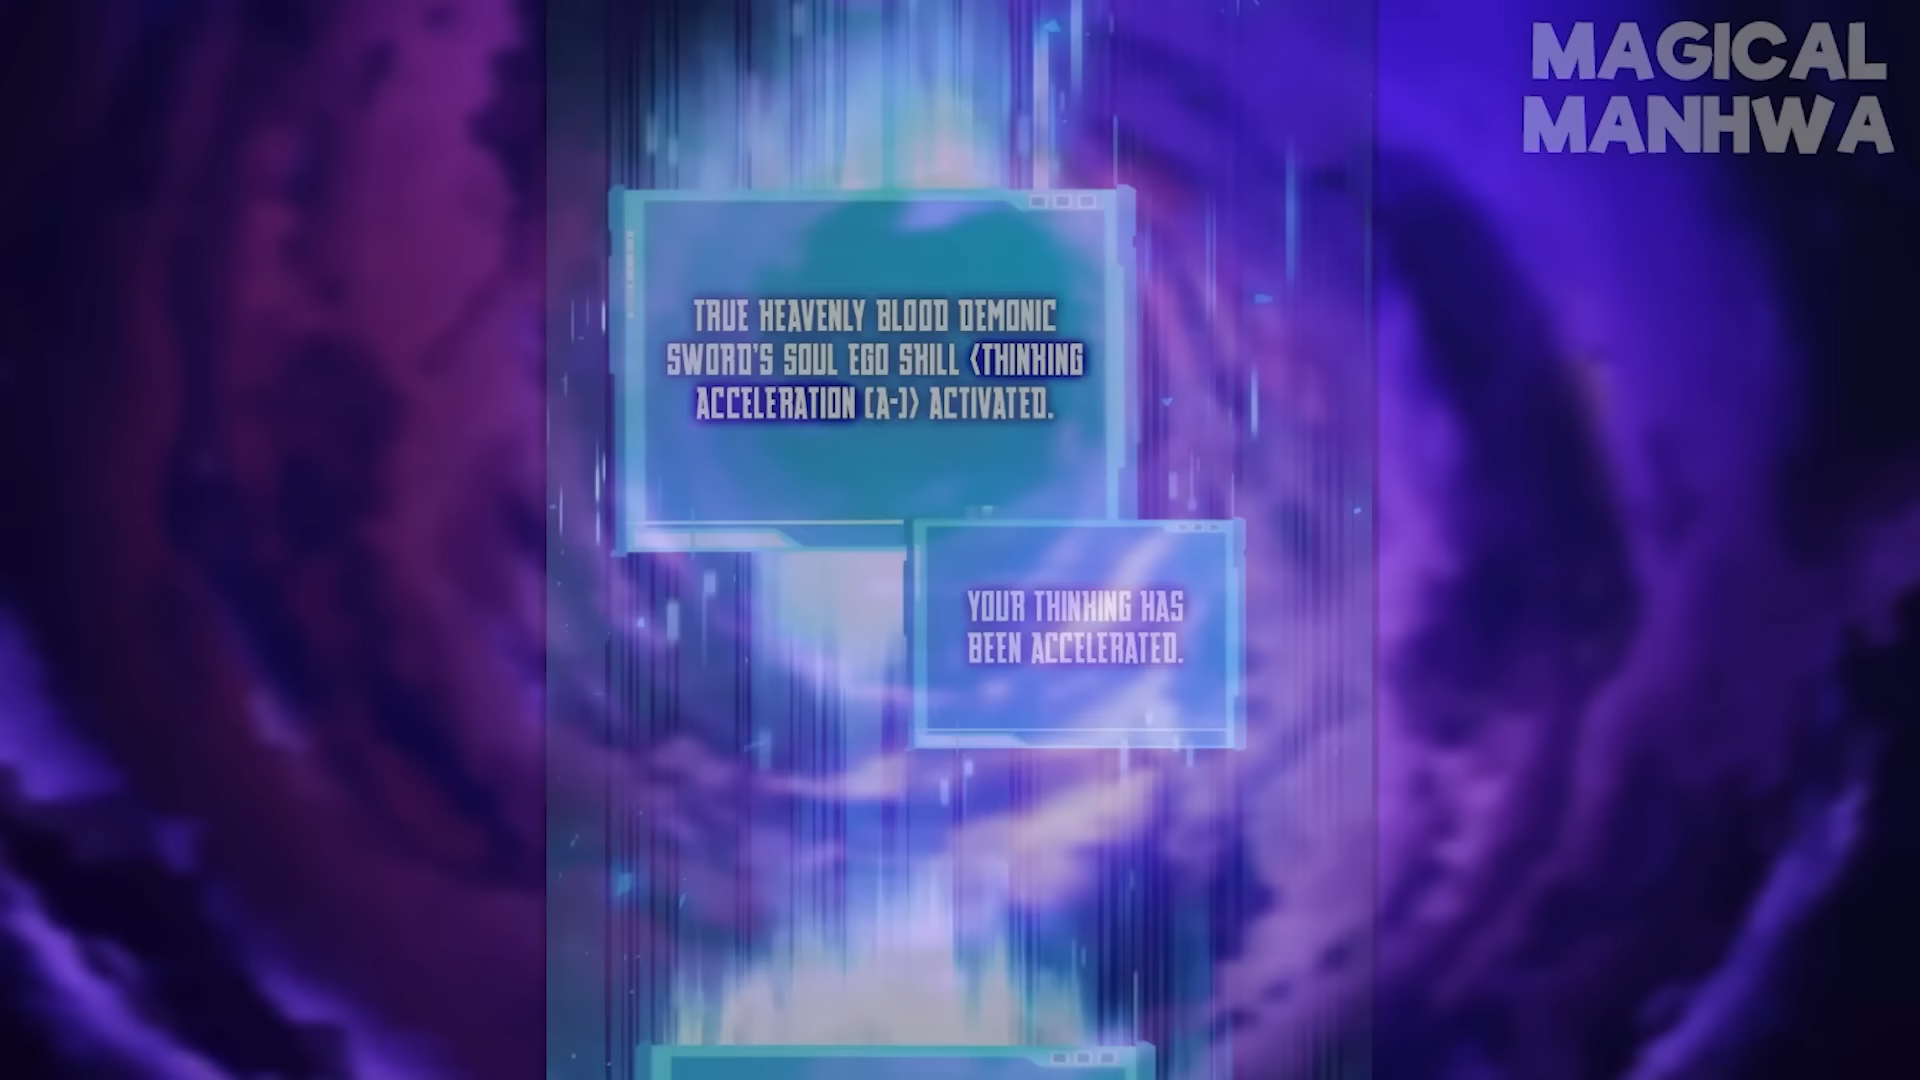 MAGICAL
MANHWA
TRUE HEAVENLY BLOOD DEMONIC
SWORD'S SOUL EGO SKILL <THINKING
ACCELERATION (A-)> ACTIVATED.
YOUR THINKING HAS
BEEN ACCELERATED.